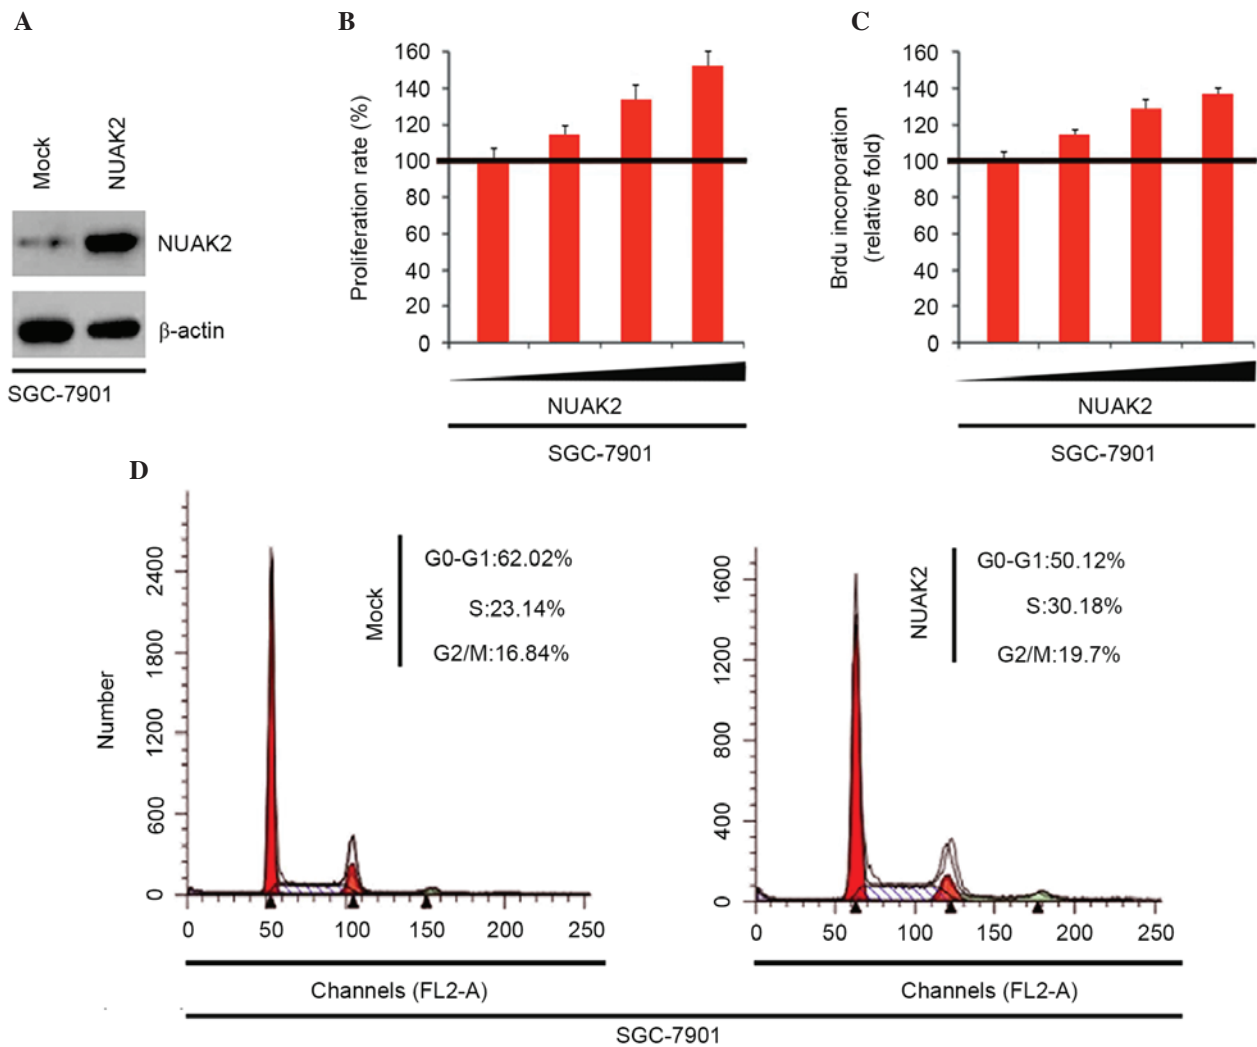 A
Mock
NUAK2
NUAK2
β-actin
SGC-7901
B
Proliferation rate (%)
160
140
120
100
80
60
40
20
0
NUAK2
SGC-7901
C
Brdu incorporation
(relative fold)
160
140
120
100
80
60
40
20
0
NUAK2
SGC-7901
D
Number
2400
1800
1200
600
0
Mock
G0-G1:62.02%
S:23.14%
G2/M:16.84%
0 50 100 150 200 250
Channels (FL2-A)
1600
1200
800
400
0
NUAK2
G0-G1:50.12%
S:30.18%
G2/M:19.7%
0 50 100 150 200 250
Channels (FL2-A)
SGC-7901